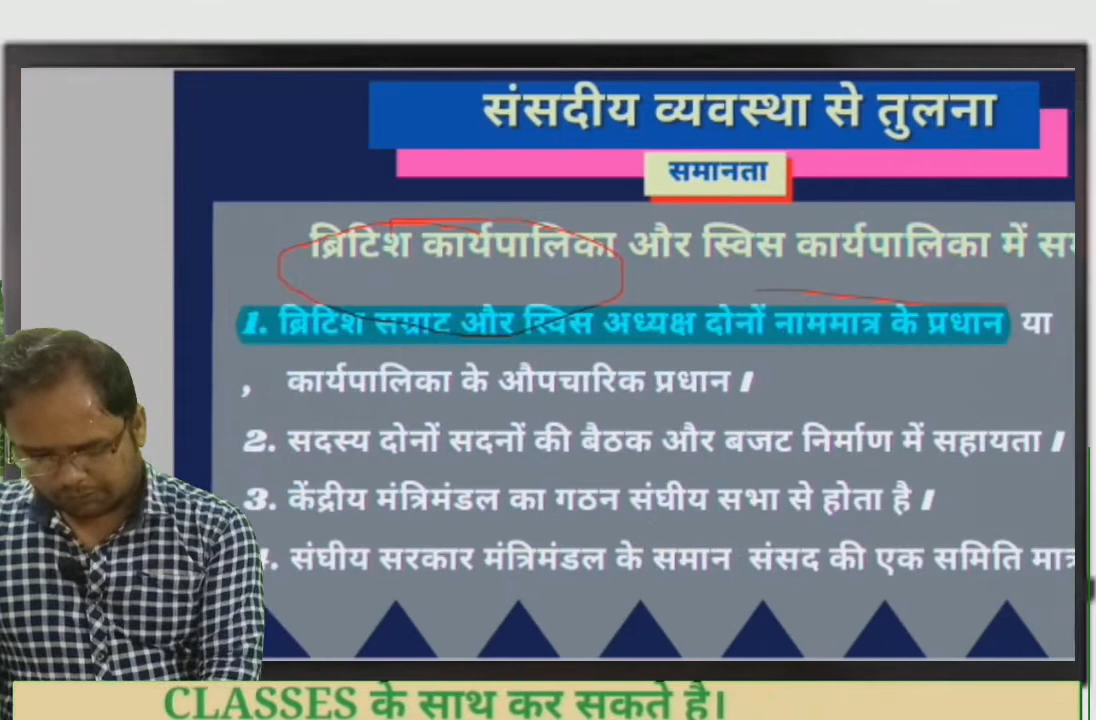 संसदीय व्यवस्था से तुलना
समानता
ब्रिटिश कार्यपालिका और स्विस कार्यपालिका में
1. ब्रिटिश सम्राट और स्विस अध्यक्ष दोनों नाममात्र के प्रधान या
, कार्यपालिका के औपचारिक प्रधान।
2. सदस्य दोनों सदनों की बैठक और बजट निर्माण में सहायता।
3. केंद्रीय मंत्रिमंडल का गठन संघीय सभा से होता है।
संघीय सरकार मंत्रिमंडल के समान संसद की एक समिति मात्र
CLASSES के साथ कर सकते है।